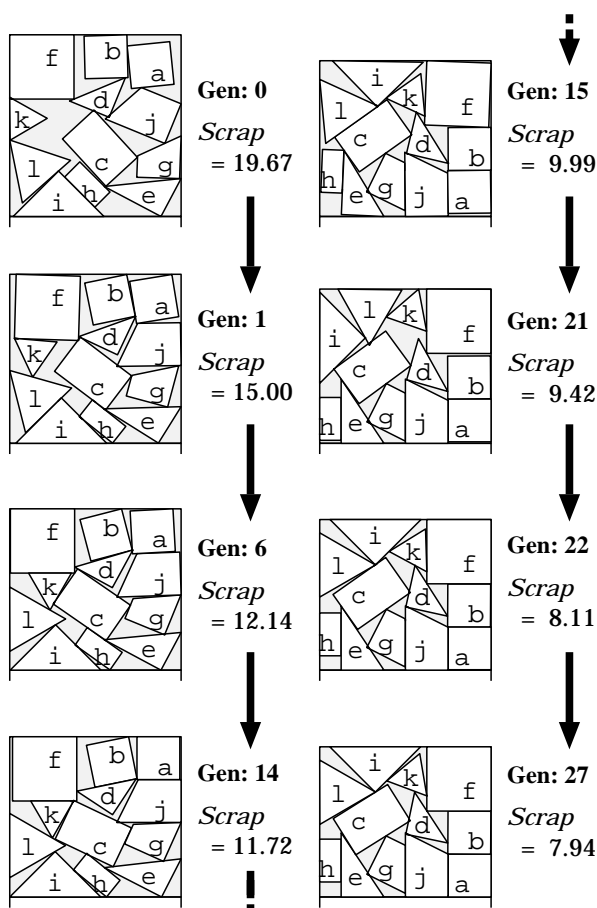 f b a
d
k j
l c g
i h e
Gen: 0
Scrap
= 19.67
f b a
d
k j
l c g
i h e
Gen: 1
Scrap
= 15.00
f b a
d
k j
l c g
i h e
Gen: 6
Scrap
= 12.14
f b a
d
k j
l c g
i h e
Gen: 14
Scrap
= 11.72
i k f
l
c d b
h e g j a
Gen: 15
Scrap
= 9.99
l k f
i
c d b
h e g j a
Gen: 21
Scrap
= 9.42
i k f
l
c d b
h e g j a
Gen: 22
Scrap
= 8.11
i k f
l
c d b
h e g j a
Gen: 27
Scrap
= 7.94